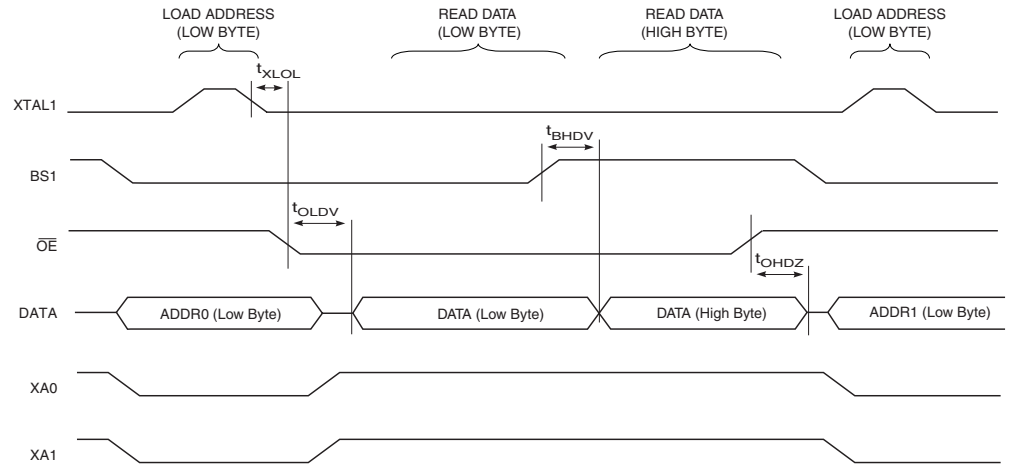 LOAD ADDRESS
(LOW BYTE)
READ DATA
(LOW BYTE)
READ DATA
(HIGH BYTE)
LOAD ADDRESS
(LOW BYTE)
tXLOL
XTAL1
tBHDV
BS1
tOLDV
OE
tOHDZ
DATA
ADDR0 (Low Byte)
DATA (Low Byte)
DATA (High Byte)
ADDR1 (Low Byte)
XA0
XA1